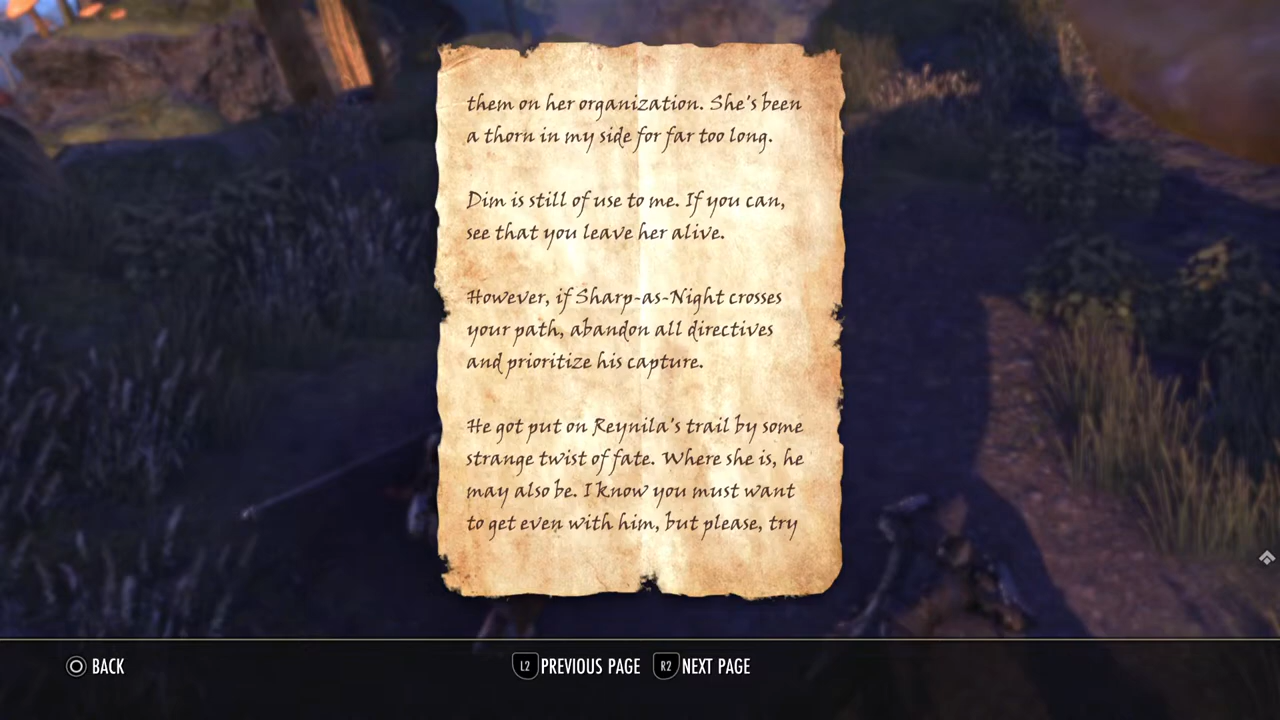 them on her organization. She's been
a thorn in my side for far too long.
Dim is still of use to me. If you can,
see that you leave her alive.
However, if Sharp-as-Night crosses
your path, abandon all directives
and prioritize his capture.
He got put on Reynila's trail by some
strange twist of fate. Where she is, he
may also be. I know you must want
to get even with him, but please, try
BACK
L2 PREVIOUS PAGE R2 NEXT PAGE